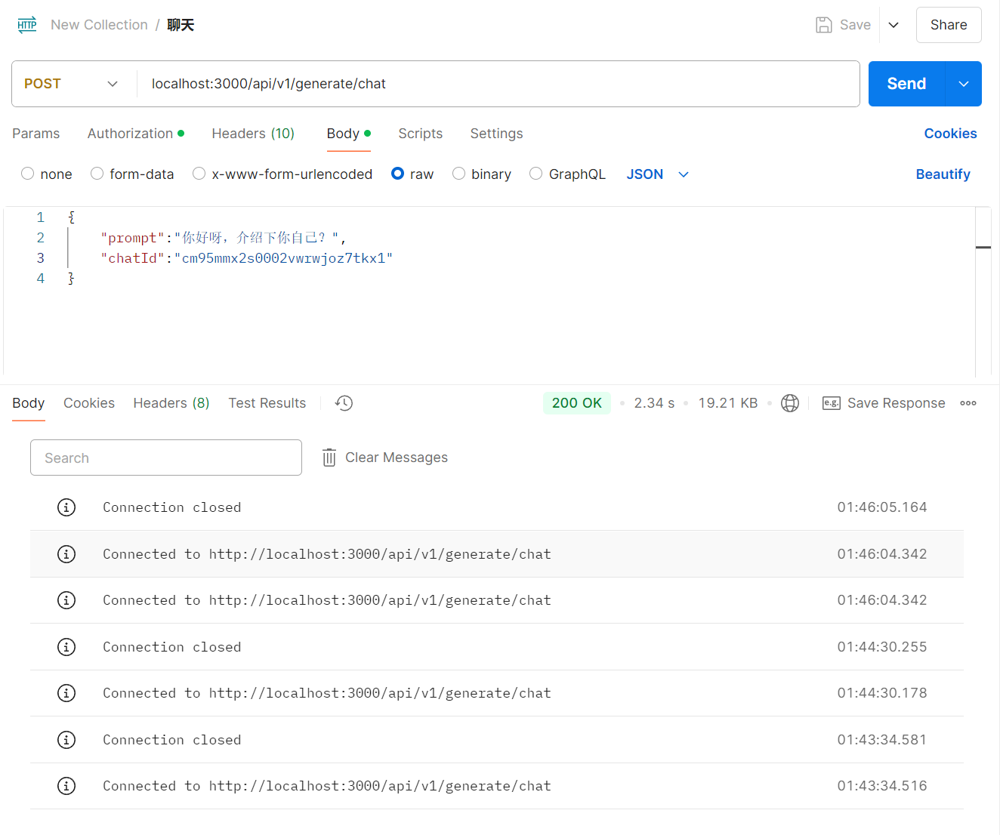 HTTP New Collection / 聊天 Save Share
POST localhost:3000/api/v1/generate/chat Send
Params Authorization Headers (10) Body Scripts Settings Cookies
none form-data x-www-form-urlencoded raw binary GraphQL JSON Beautify
1 {
2 "prompt":"你好呀，介绍下你自己？",
3 "chatId":"cm95mmx2s0002vwrwjoz7tkx1"
4 }
Body Cookies Headers (8) Test Results 200 OK 2.34 s 19.21 KB e.g. Save Response
Search Clear Messages
Connection closed 01:46:05.164
Connected to http://localhost:3000/api/v1/generate/chat 01:46:04.342
Connected to http://localhost:3000/api/v1/generate/chat 01:46:04.342
Connection closed 01:44:30.255
Connected to http://localhost:3000/api/v1/generate/chat 01:44:30.178
Connection closed 01:43:34.581
Connected to http://localhost:3000/api/v1/generate/chat 01:43:34.516